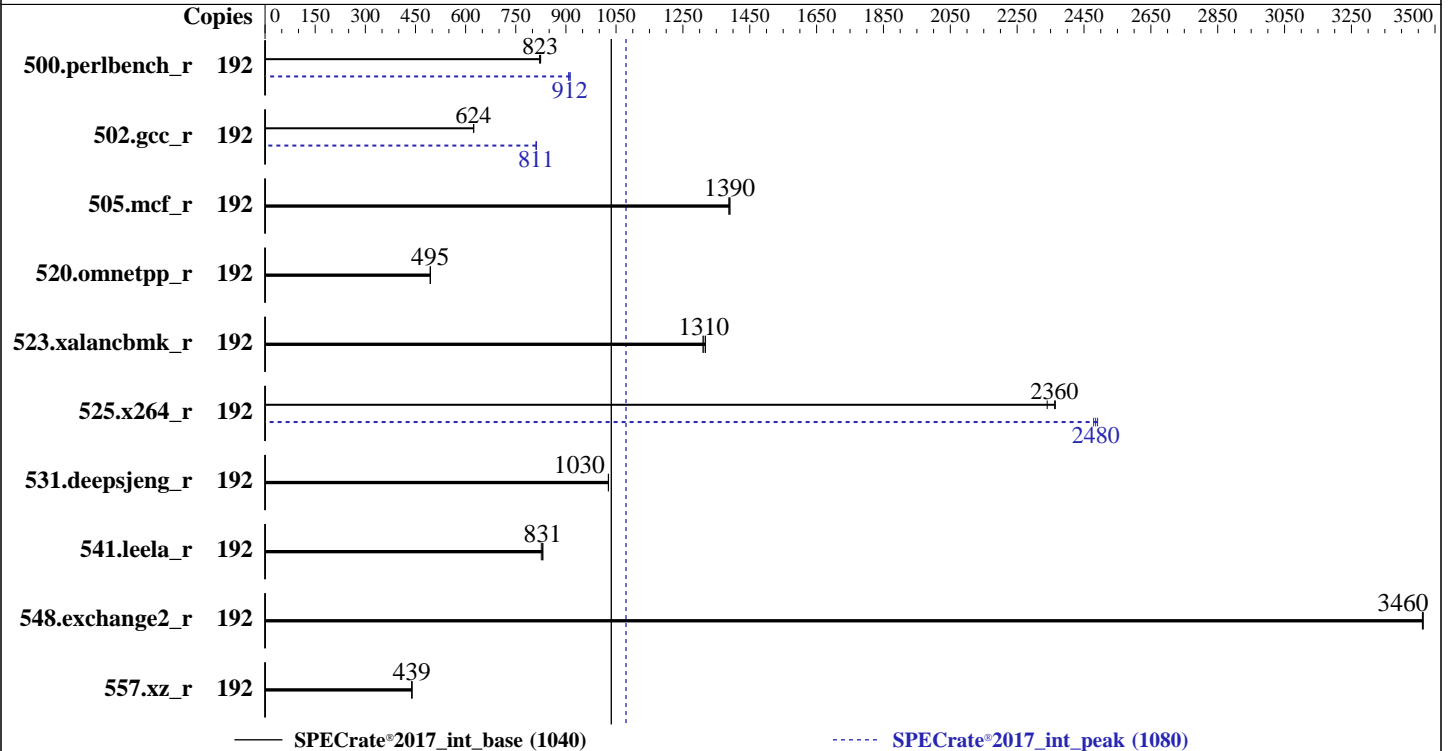 Copies 0 150 300 450 600 750 900 1050 1250 1450 1650 1850 2050 2250 2450 2650 2850 3050 3250 3500
823
500.perlbench_r 192
912
624
502.gcc_r 192
811
1390
505.mcf_r 192
495
520.omnetpp_r 192
1310
523.xalancbmk_r 192
2360
525.x264_r 192
2480
1030
531.deepsjeng_r 192
831
541.leela_r 192
3460
548.exchange2_r 192
439
557.xz_r 192
SPECrate®2017_int_base (1040) SPECrate®2017_int_peak (1080)